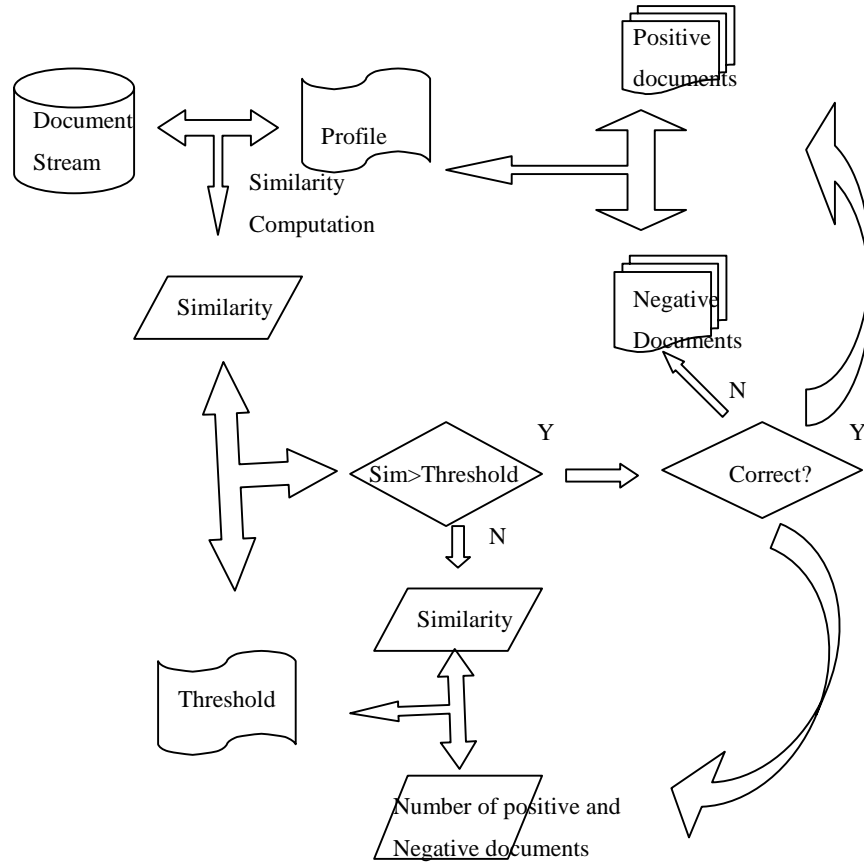 Positive
documents
Document
Stream
Profile
Similarity
Computation
Similarity
Negative
Documents
N
Y
Y
Sim>Threshold
Correct?
N
Similarity
Threshold
Number of positive and
Negative documents